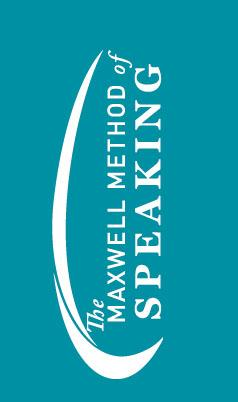 The
MAXWELL METHOD of
SPEAKING